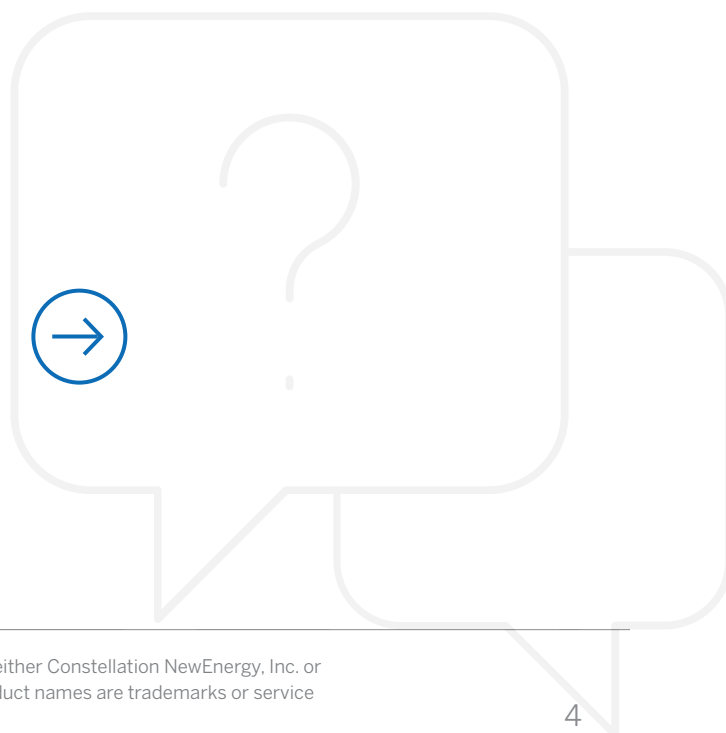 either Constellation NewEnergy, Inc. or
duct names are trademarks or service
4